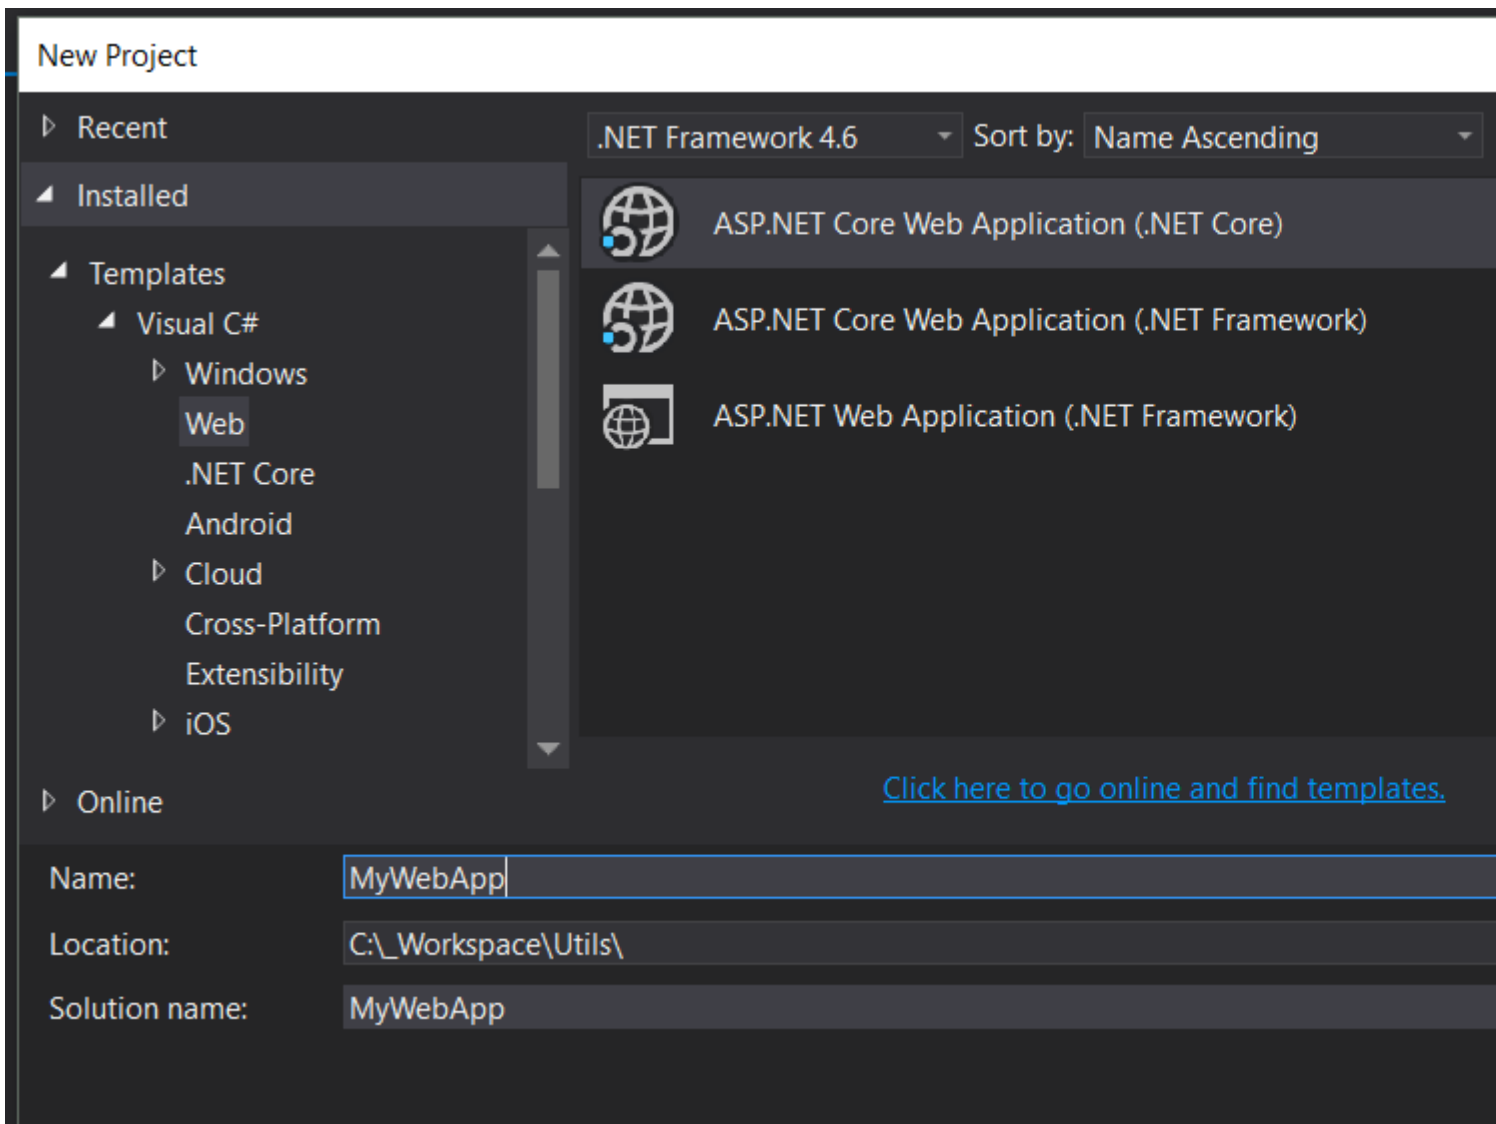 New Project
Recent
.NET Framework 4.6
Sort by:
Name Ascending
Installed
Templates
Visual C#
Windows
Web
.NET Core
Android
Cloud
Cross-Platform
Extensibility
iOS
Online
ASP.NET Core Web Application (.NET Core)
ASP.NET Core Web Application (.NET Framework)
ASP.NET Web Application (.NET Framework)
Click here to go online and find templates.
Name:
MyWebApp
Location:
C:\_Workspace\Utils\
Solution name:
MyWebApp